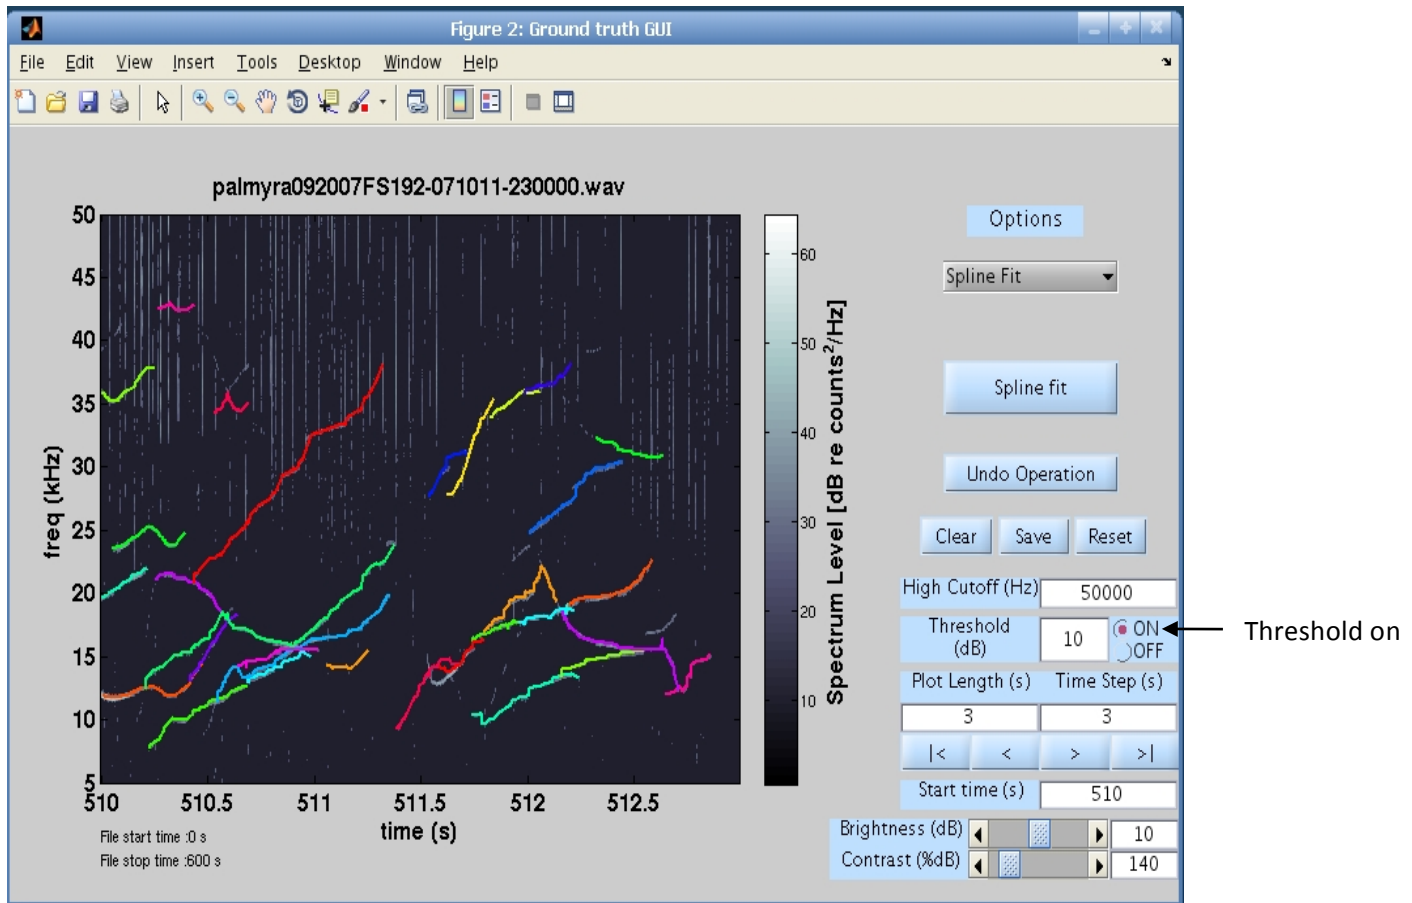 Figure 2: Ground truth GUI
File Edit View Insert Tools Desktop Window Help
palmyra092007FS192-071011-230000.wav
50
45
40
35
30
25
20
15
10
5
freq (kHz)
510 510.5 511 511.5 512 512.5
time (s)
File start time :0 s
File stop time :600 s
60
50
40
30
20
10
Spectrum Level [dB re counts²/Hz]
Options
Spline Fit
Spline fit
Undo Operation
Clear Save Reset
High Cutoff (Hz) 50000
Threshold (dB) 10 ON OFF
Threshold on
Plot Length (s) Time Step (s)
3 3
|< < > >|
Start time (s) 510
Brightness (dB) 10
Contrast (%dB) 140